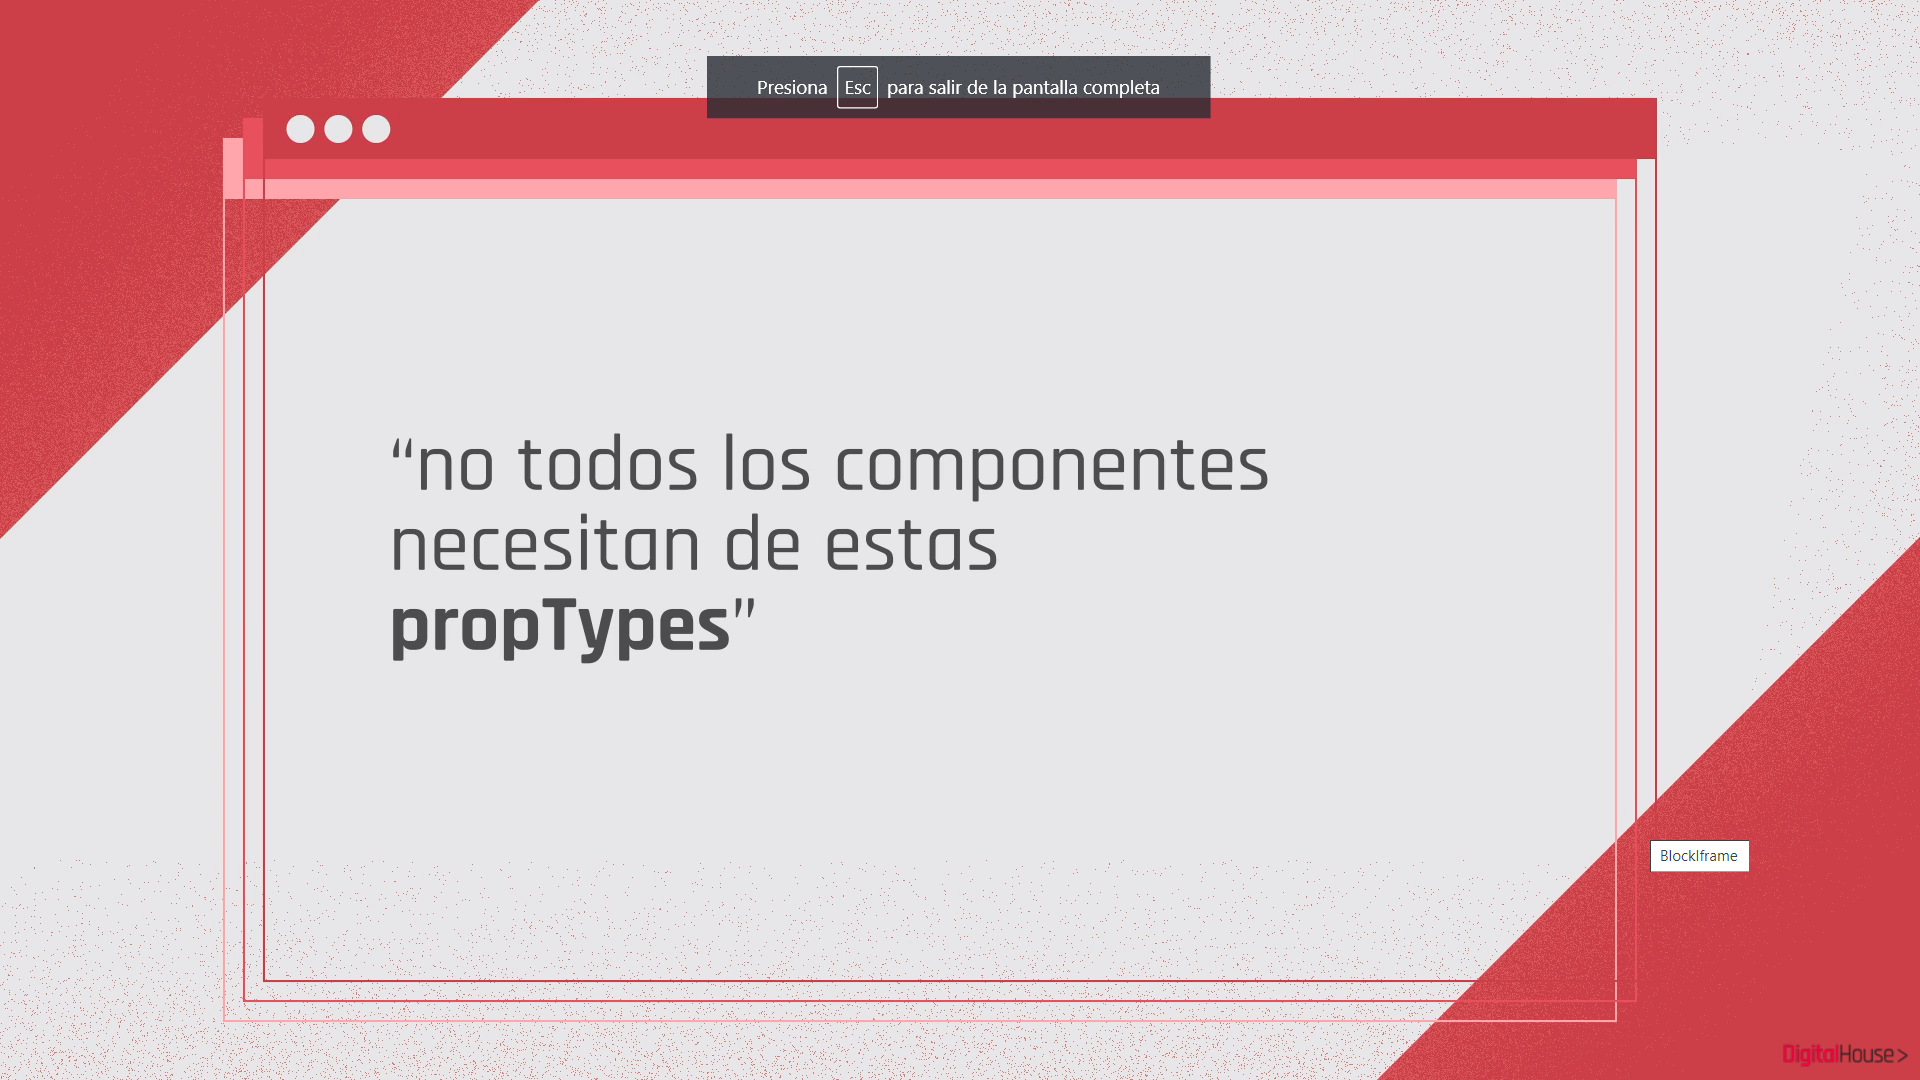 Presiona Esc para salir de la pantalla completa
“no todos los componentes
necesitan de estas
propTypes”
BlockIframe
DigitalHouse>